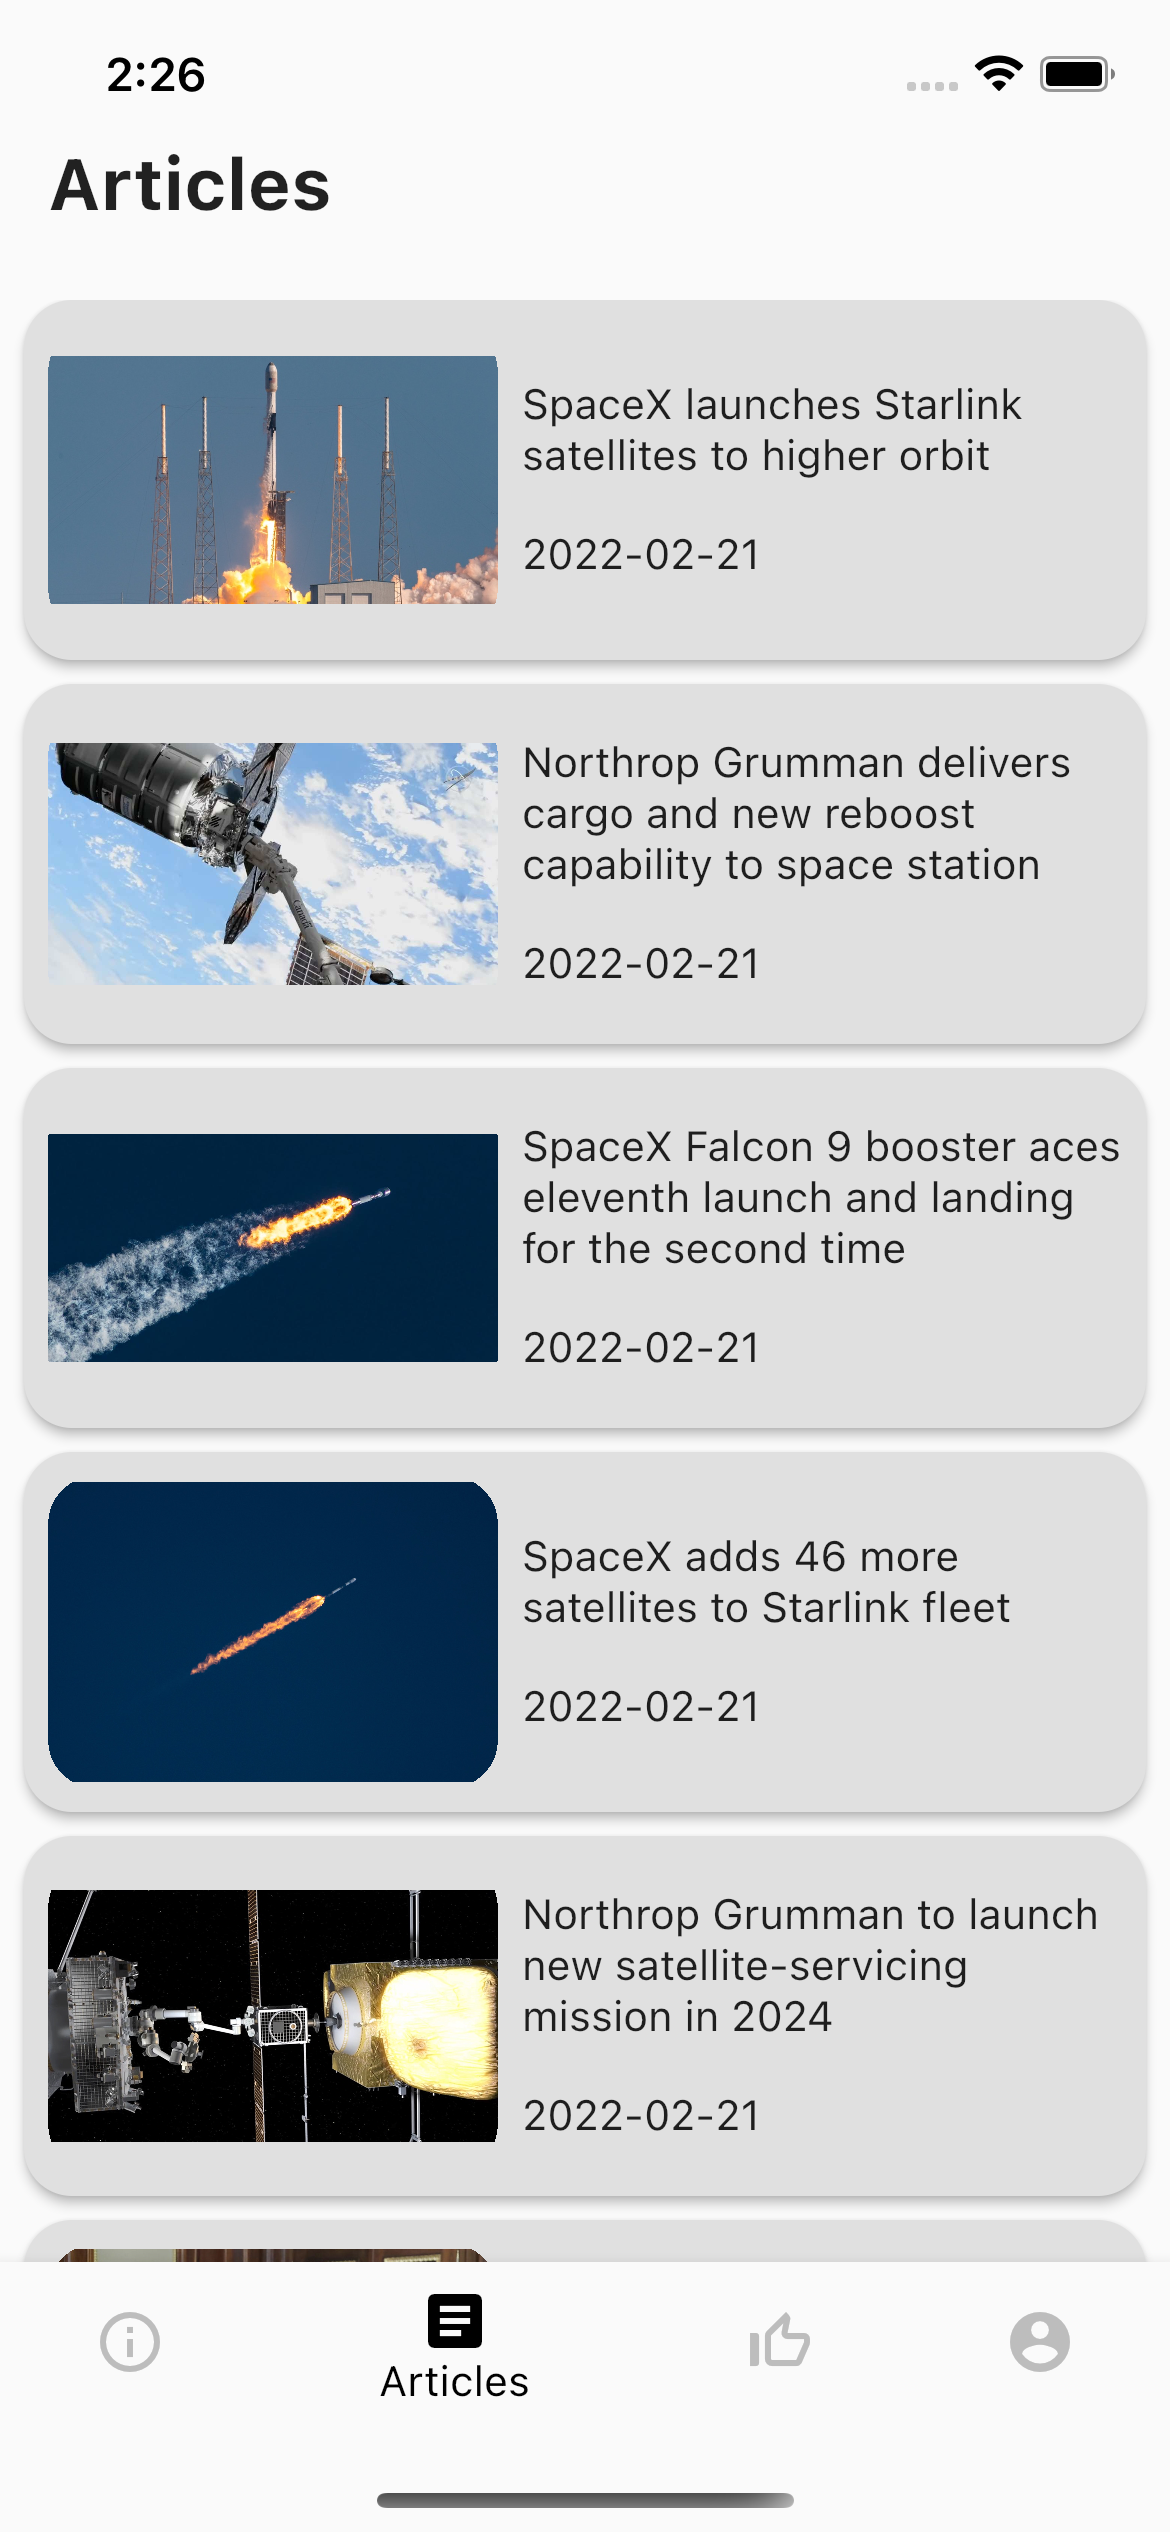 2:26
Articles
SpaceX launches Starlink
satellites to higher orbit
2022-02-21
Northrop Grumman delivers
cargo and new reboost
capability to space station
2022-02-21
SpaceX Falcon 9 booster aces
eleventh launch and landing
for the second time
2022-02-21
SpaceX adds 46 more
satellites to Starlink fleet
2022-02-21
Northrop Grumman to launch
new satellite-servicing
mission in 2024
2022-02-21
Articles